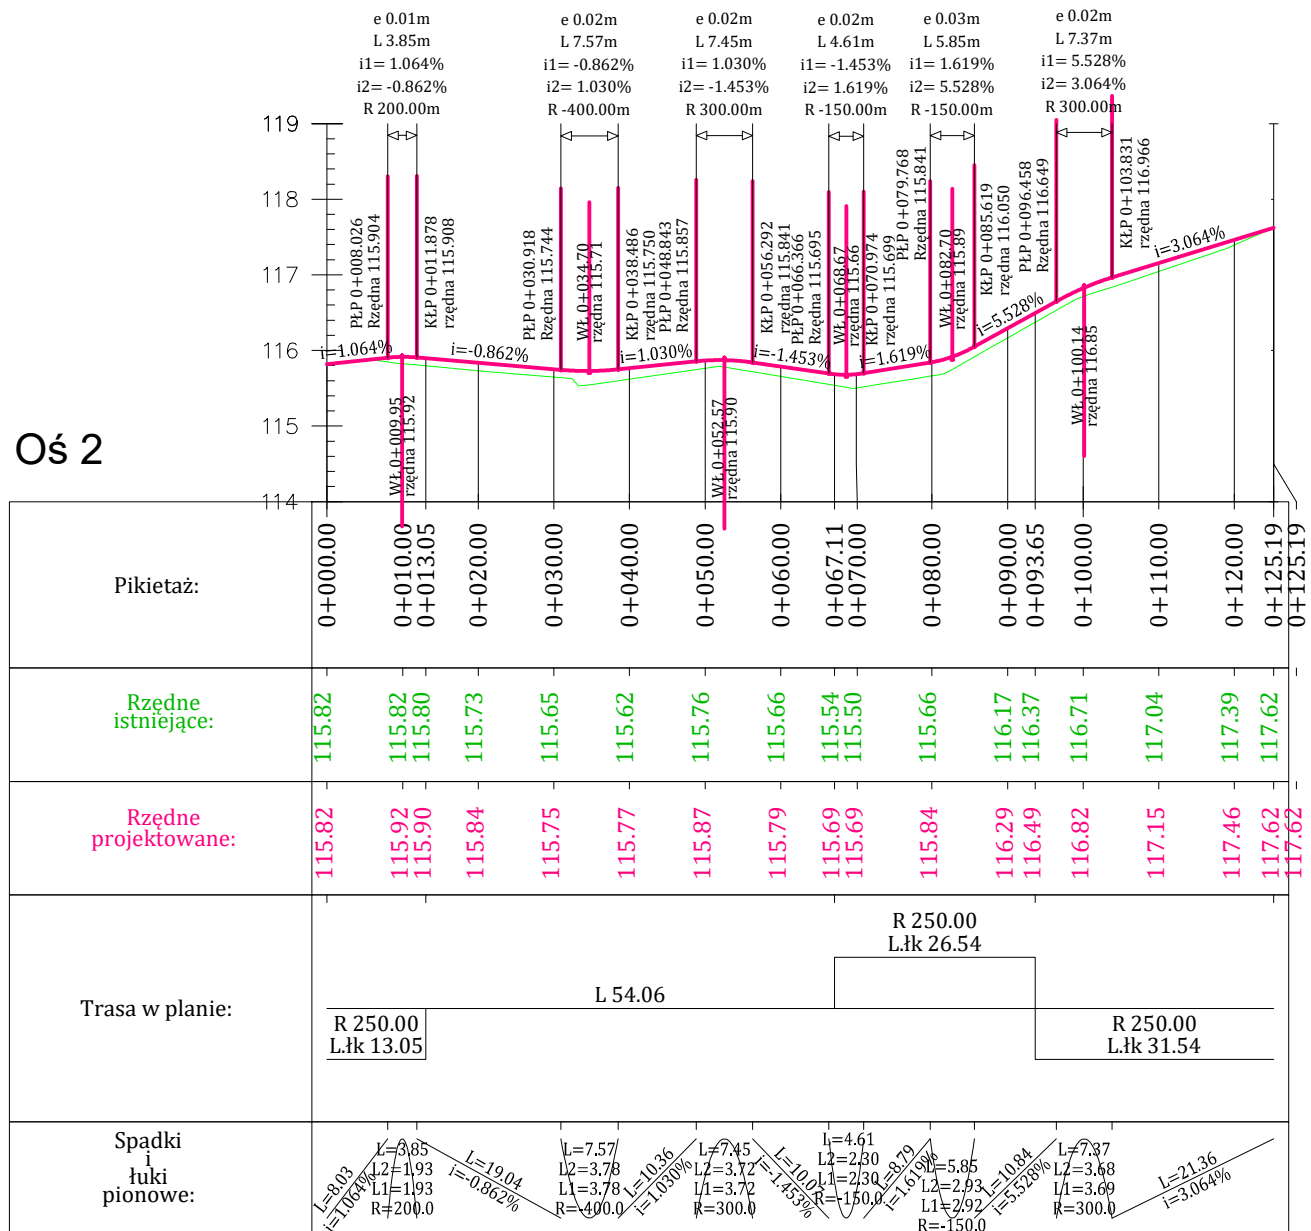 e 0.01m
L 3.85m
i1= 1.064%
i2= -0.862%
R 200.00m
e 0.02m
L 7.57m
i1= -0.862%
i2= 1.030%
R -400.00m
e 0.02m
L 7.45m
i1= 1.030%
i2= -1.453%
R 300.00m
e 0.02m
L 4.61m
i1= -1.453%
i2= 1.619%
R -150.00m
e 0.03m
L 5.85m
i1= 1.619%
i2= 5.528%
R -150.00m
e 0.02m
L 7.37m
i1= 5.528%
i2= 3.064%
R 300.00m
119
118
117
116
115
114
PŁP 0+008.026
Rzędna 115.904
KŁP 0+011.878
rzędna 115.908
PŁP 0+030.918
Rzędna 115.744
WŁ 0+034.70
rzędna 115.71
KŁP 0+038.486
rzędna 115.750
PŁP 0+048.843
Rzędna 115.857
KŁP 0+056.292
rzędna 115.841
PŁP 0+066.366
Rzędna 115.695
WŁ 0+068.67
rzędna 115.66
KŁP 0+070.974
rzędna 115.699
PŁP 0+079.768
Rzędna 115.841
WŁ 0+082.70
rzędna 115.89
KŁP 0+085.619
rzędna 116.050
PŁP 0+096.458
Rzędna 116.649
KŁP 0+103.831
rzędna 116.966
i=1.064%
i=-0.862%
i=1.030%
i=-1.453%
i=1.619%
i=5.528%
i=3.064%
WŁ 0+009.95
rzędna 115.92
WŁ 0+052.57
rzędna 115.90
WŁ 0+100.14
rzędna 116.85
Oś 2
Pikietaż:
0+000.00
0+010.00
0+013.05
0+020.00
0+030.00
0+040.00
0+050.00
0+060.00
0+067.11
0+070.00
0+080.00
0+090.00
0+093.65
0+100.00
0+110.00
0+120.00
0+125.19
0+125.19
Rzędne
istniejące:
115.82
115.82
115.80
115.73
115.65
115.62
115.76
115.66
115.54
115.50
115.66
116.17
116.37
116.71
117.04
117.39
117.62
Rzędne
projektowane:
115.82
115.92
115.90
115.84
115.75
115.77
115.87
115.79
115.69
115.69
115.84
116.29
116.49
116.82
117.15
117.46
117.62
117.62
Trasa w planie:
R 250.00
L.łk 13.05
L 54.06
R 250.00
L.łk 26.54
R 250.00
L.łk 31.54
Spadki
i
łuki
pionowe:
L=8.03
i=1.064%
L=3.85
L2=1.93
L1=1.93
R=200.0
L=19.04
i=-0.862%
L=7.57
L2=3.78
L1=3.78
R=-400.0
L=10.36
i=1.030%
L=7.45
L2=3.72
L1=3.72
R=300.0
L=10.07
i=-1.453%
L=4.61
L2=2.30
L1=2.30
R=-150.0
L=8.79
i=1.619%
L=5.85
L2=2.93
L1=2.92
R=-150.0
L=10.84
i=5.528%
L=7.37
L2=3.68
L1=3.69
R=300.0
L=21.36
i=3.064%